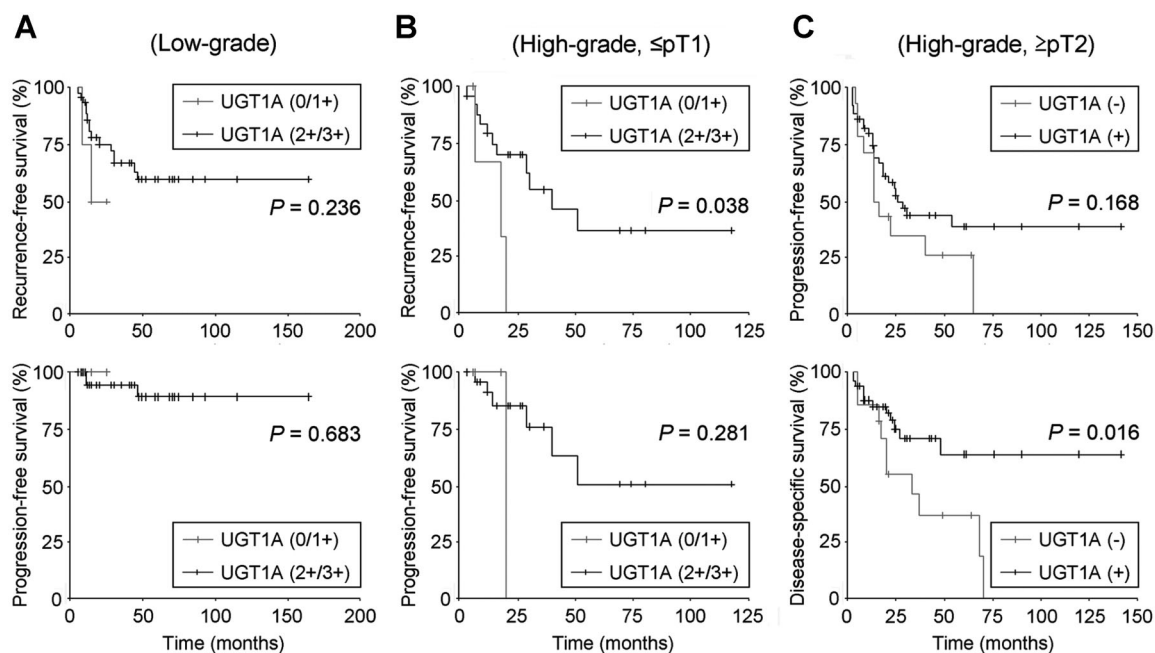 A
(Low-grade)
Recurrence-free survival (%)
100
75
50
25
0
UGT1A (0/1+)
UGT1A (2+/3+)
P = 0.236
0 50 100 150 200
Progression-free survival (%)
100
75
50
25
0
P = 0.683
UGT1A (0/1+)
UGT1A (2+/3+)
0 50 100 150 200
Time (months)
B
(High-grade, ≤pT1)
Recurrence-free survival (%)
100
75
50
25
0
UGT1A (0/1+)
UGT1A (2+/3+)
P = 0.038
0 25 50 75 100 125
Progression-free survival (%)
100
75
50
25
0
P = 0.281
UGT1A (0/1+)
UGT1A (2+/3+)
0 25 50 75 100 125
Time (months)
C
(High-grade, ≥pT2)
Progression-free survival (%)
100
75
50
25
0
UGT1A (-)
UGT1A (+)
P = 0.168
0 25 50 75 100 125 150
Disease-specific survival (%)
100
75
50
25
0
P = 0.016
UGT1A (-)
UGT1A (+)
0 25 50 75 100 125 150
Time (months)